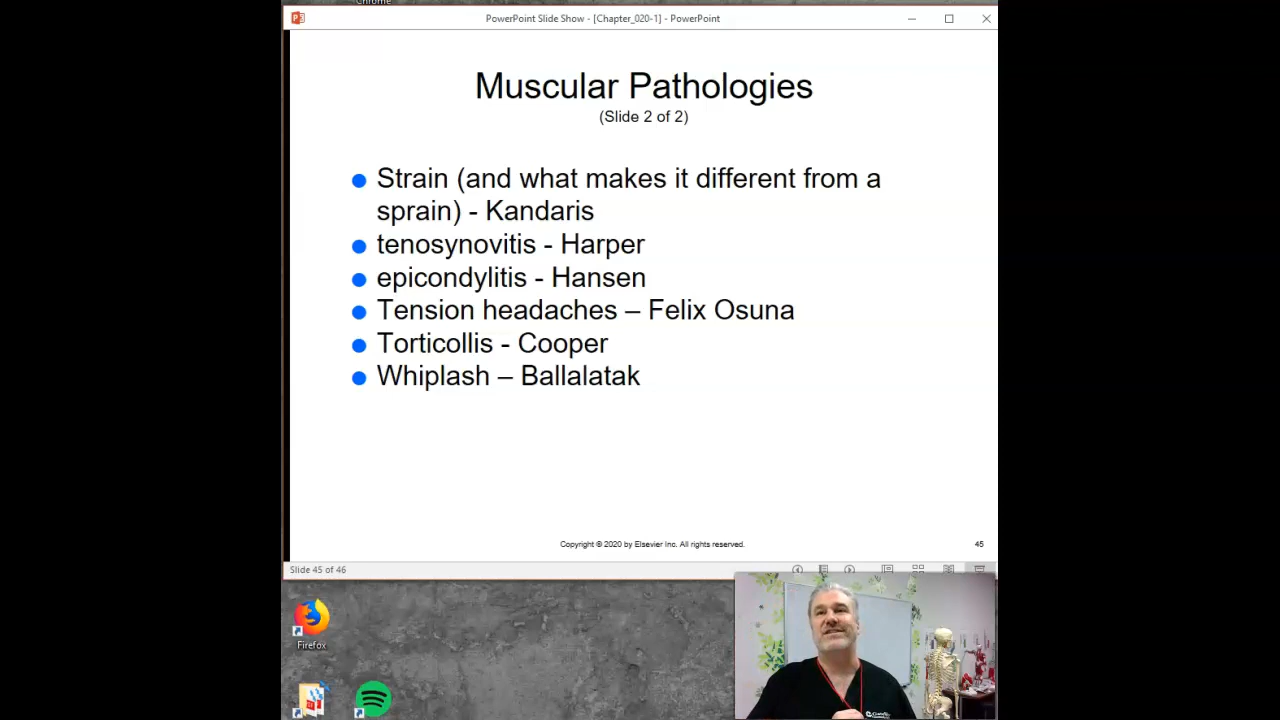 Chrome
PowerPoint Slide Show - [Chapter_020-1] - PowerPoint
Muscular Pathologies
(Slide 2 of 2)
Strain (and what makes it different from a
sprain) - Kandaris
tenosynovitis - Harper
epicondylitis - Hansen
Tension headaches – Felix Osuna
Torticollis - Cooper
Whiplash – Ballalatak
Copyright © 2020 by Elsevier Inc. All rights reserved.
45
Slide 45 of 46
Firefox